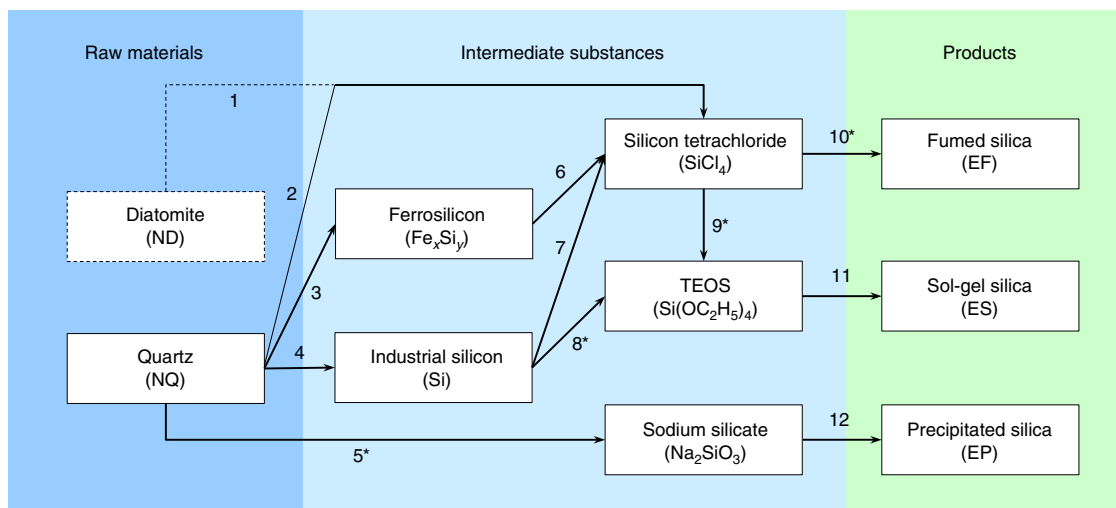 Raw materials
Intermediate substances
Products
1
2
Diatomite
(ND)
Quartz
(NQ)
3
4
5*
Ferrosilicon
(FeₓSiᵧ)
Industrial silicon
(Si)
6
7
8*
Silicon tetrachloride
(SiCl₄)
9*
TEOS
(Si(OC₂H₅)₄)
Sodium silicate
(Na₂SiO₃)
10*
11
12
Fumed silica
(EF)
Sol-gel silica
(ES)
Precipitated silica
(EP)